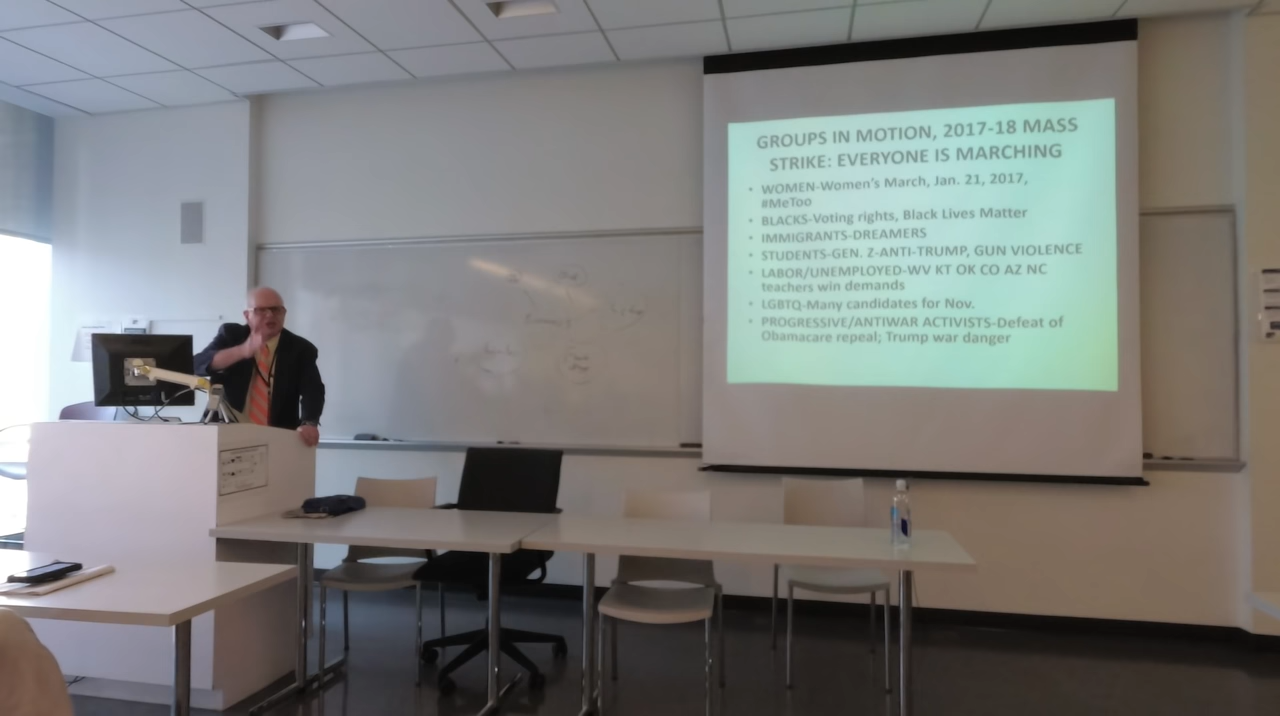 GROUPS IN MOTION, 2017-18 MASS
STRIKE: EVERYONE IS MARCHING
• WOMEN-Women's March, Jan. 21, 2017,
#MeToo
• BLACKS-Voting rights, Black Lives Matter
• IMMIGRANTS-DREAMERS
• STUDENTS-GEN. Z-ANTI-TRUMP, GUN VIOLENCE
• LABOR/UNEMPLOYED-WV KT OK CO AZ NC
teachers win demands
• LGBTQ-Many candidates for Nov.
• PROGRESSIVE/ANTIWAR ACTIVISTS-Defeat of
Obamacare repeal; Trump war danger